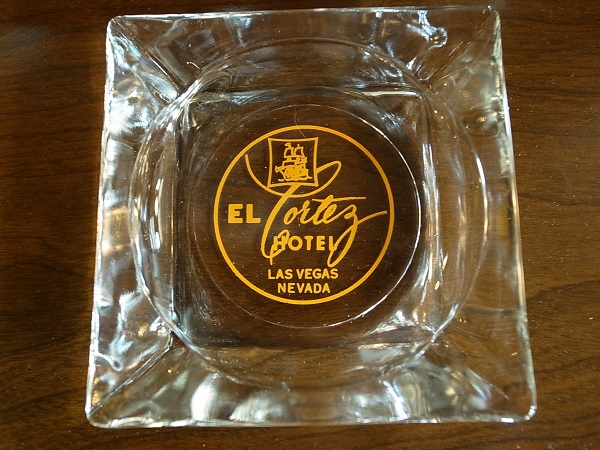 EL Cortez
HOTEL
LAS VEGAS
NEVADA